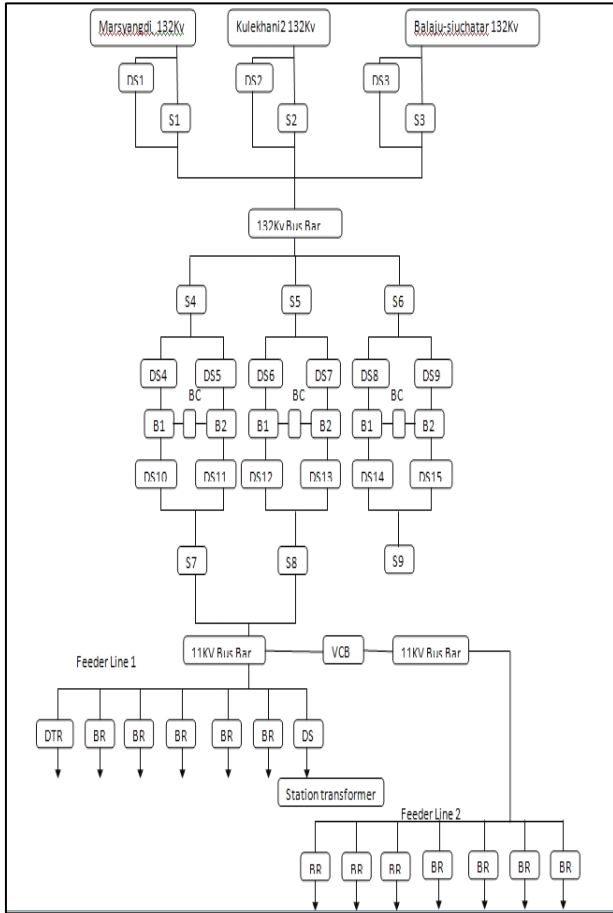 Marsyangdi 132Kv
Kulekhani2 132Kv
Balaju-siuchatar 132Kv
DS1
DS2
DS3
S1
S2
S3
132Kv Bus Bar
S4
S5
S6
DS4
DS5
DS6
DS7
DS8
DS9
BC
BC
BC
B1
B2
B1
B2
B1
B2
DS10
DS11
DS12
DS13
DS14
DS15
S7
S8
S9
11KV Bus Bar
VCB
11KV Bus Bar
Feeder Line 1
DTR
BR
BR
BR
BR
BR
DS
Station transformer
Feeder Line 2
BR
BR
BR
BR
BR
BR
BR